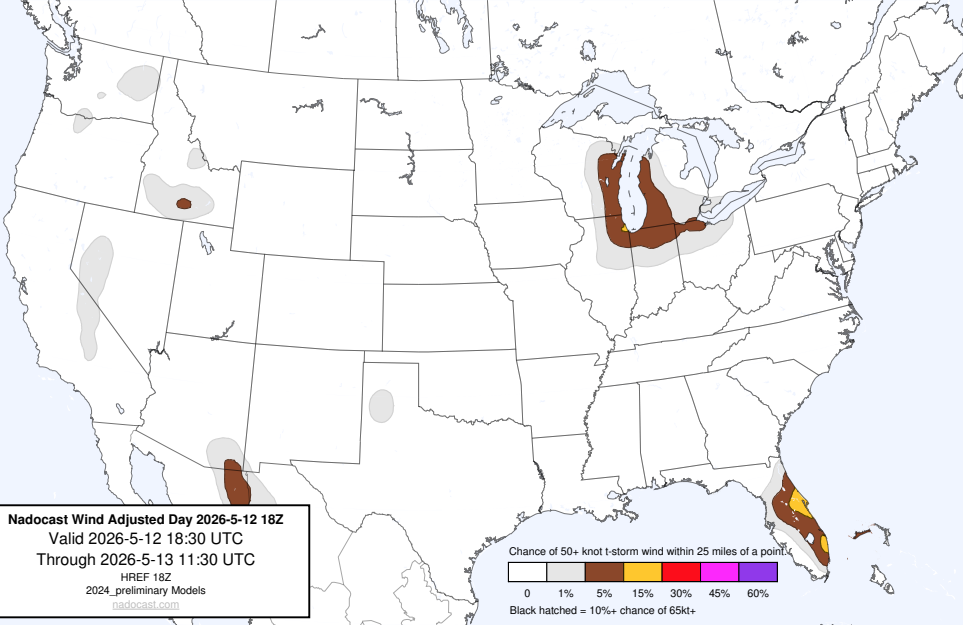 Nadocast Wind Adjusted Day 2026-5-12 18Z
Valid 2026-5-12 18:30 UTC
Through 2026-5-13 11:30 UTC
HREF 18Z
2024_preliminary Models
nadocast.com
Chance of 50+ knot t-storm wind within 25 miles of a point.
0 1% 5% 15% 30% 45% 60%
Black hatched = 10%+ chance of 65kt+